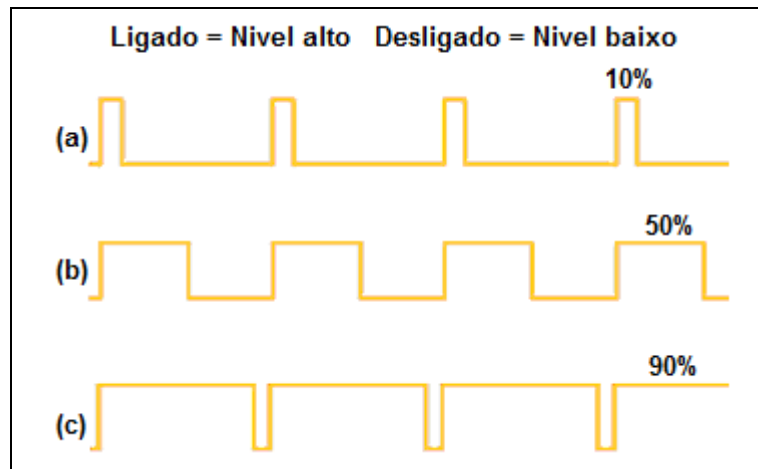 Ligado = Nivel alto Desligado = Nivel baixo
10%
(a)
50%
(b)
90%
(c)